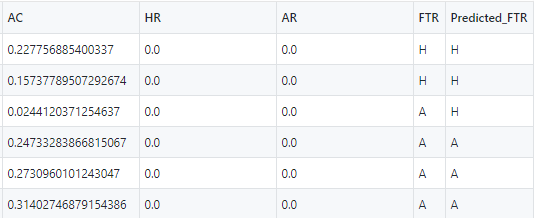 AC HR AR FTR Predicted_FTR
0.227756885400337 0.0 0.0 H H
0.15737789507292674 0.0 0.0 H H
0.0244120371254637 0.0 0.0 A H
0.24733283866815067 0.0 0.0 A A
0.2730960101243047 0.0 0.0 A A
0.31402746879154386 0.0 0.0 A A